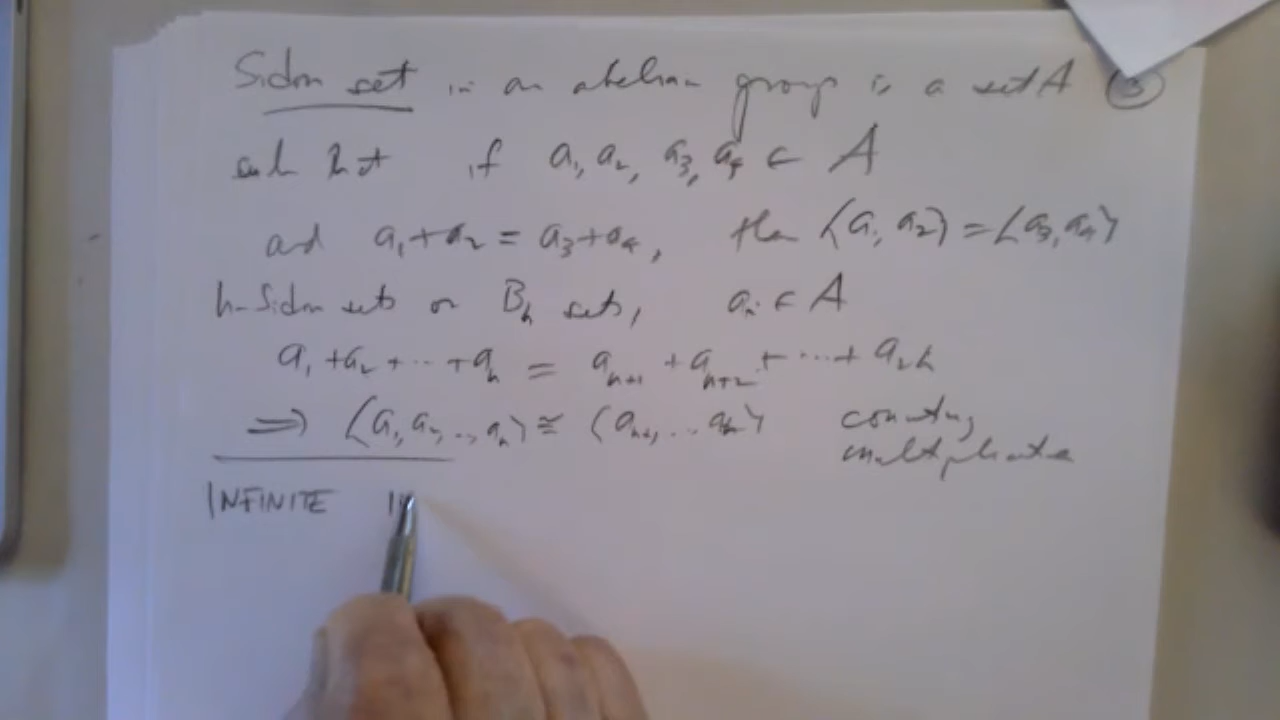 Sidon set in an abelian group is a set A ③
such that if a₁, a₂, a₃, a₄ ∈ A
and a₁+a₂ = a₃+a₄, then {a₁, a₂} = {a₃, a₄}
h-Sidon sets or Bₕ sets, aᵢ ∈ A
a₁ + a₂ + ⋯ + aₕ = aₕ₊₁ + aₕ₊₂ + ⋯ + a₂ₕ
⟹ {a₁, a₂, .., aₕ} ≅ {aₕ₊₁, … a₂ₕ} counting
INFINITE